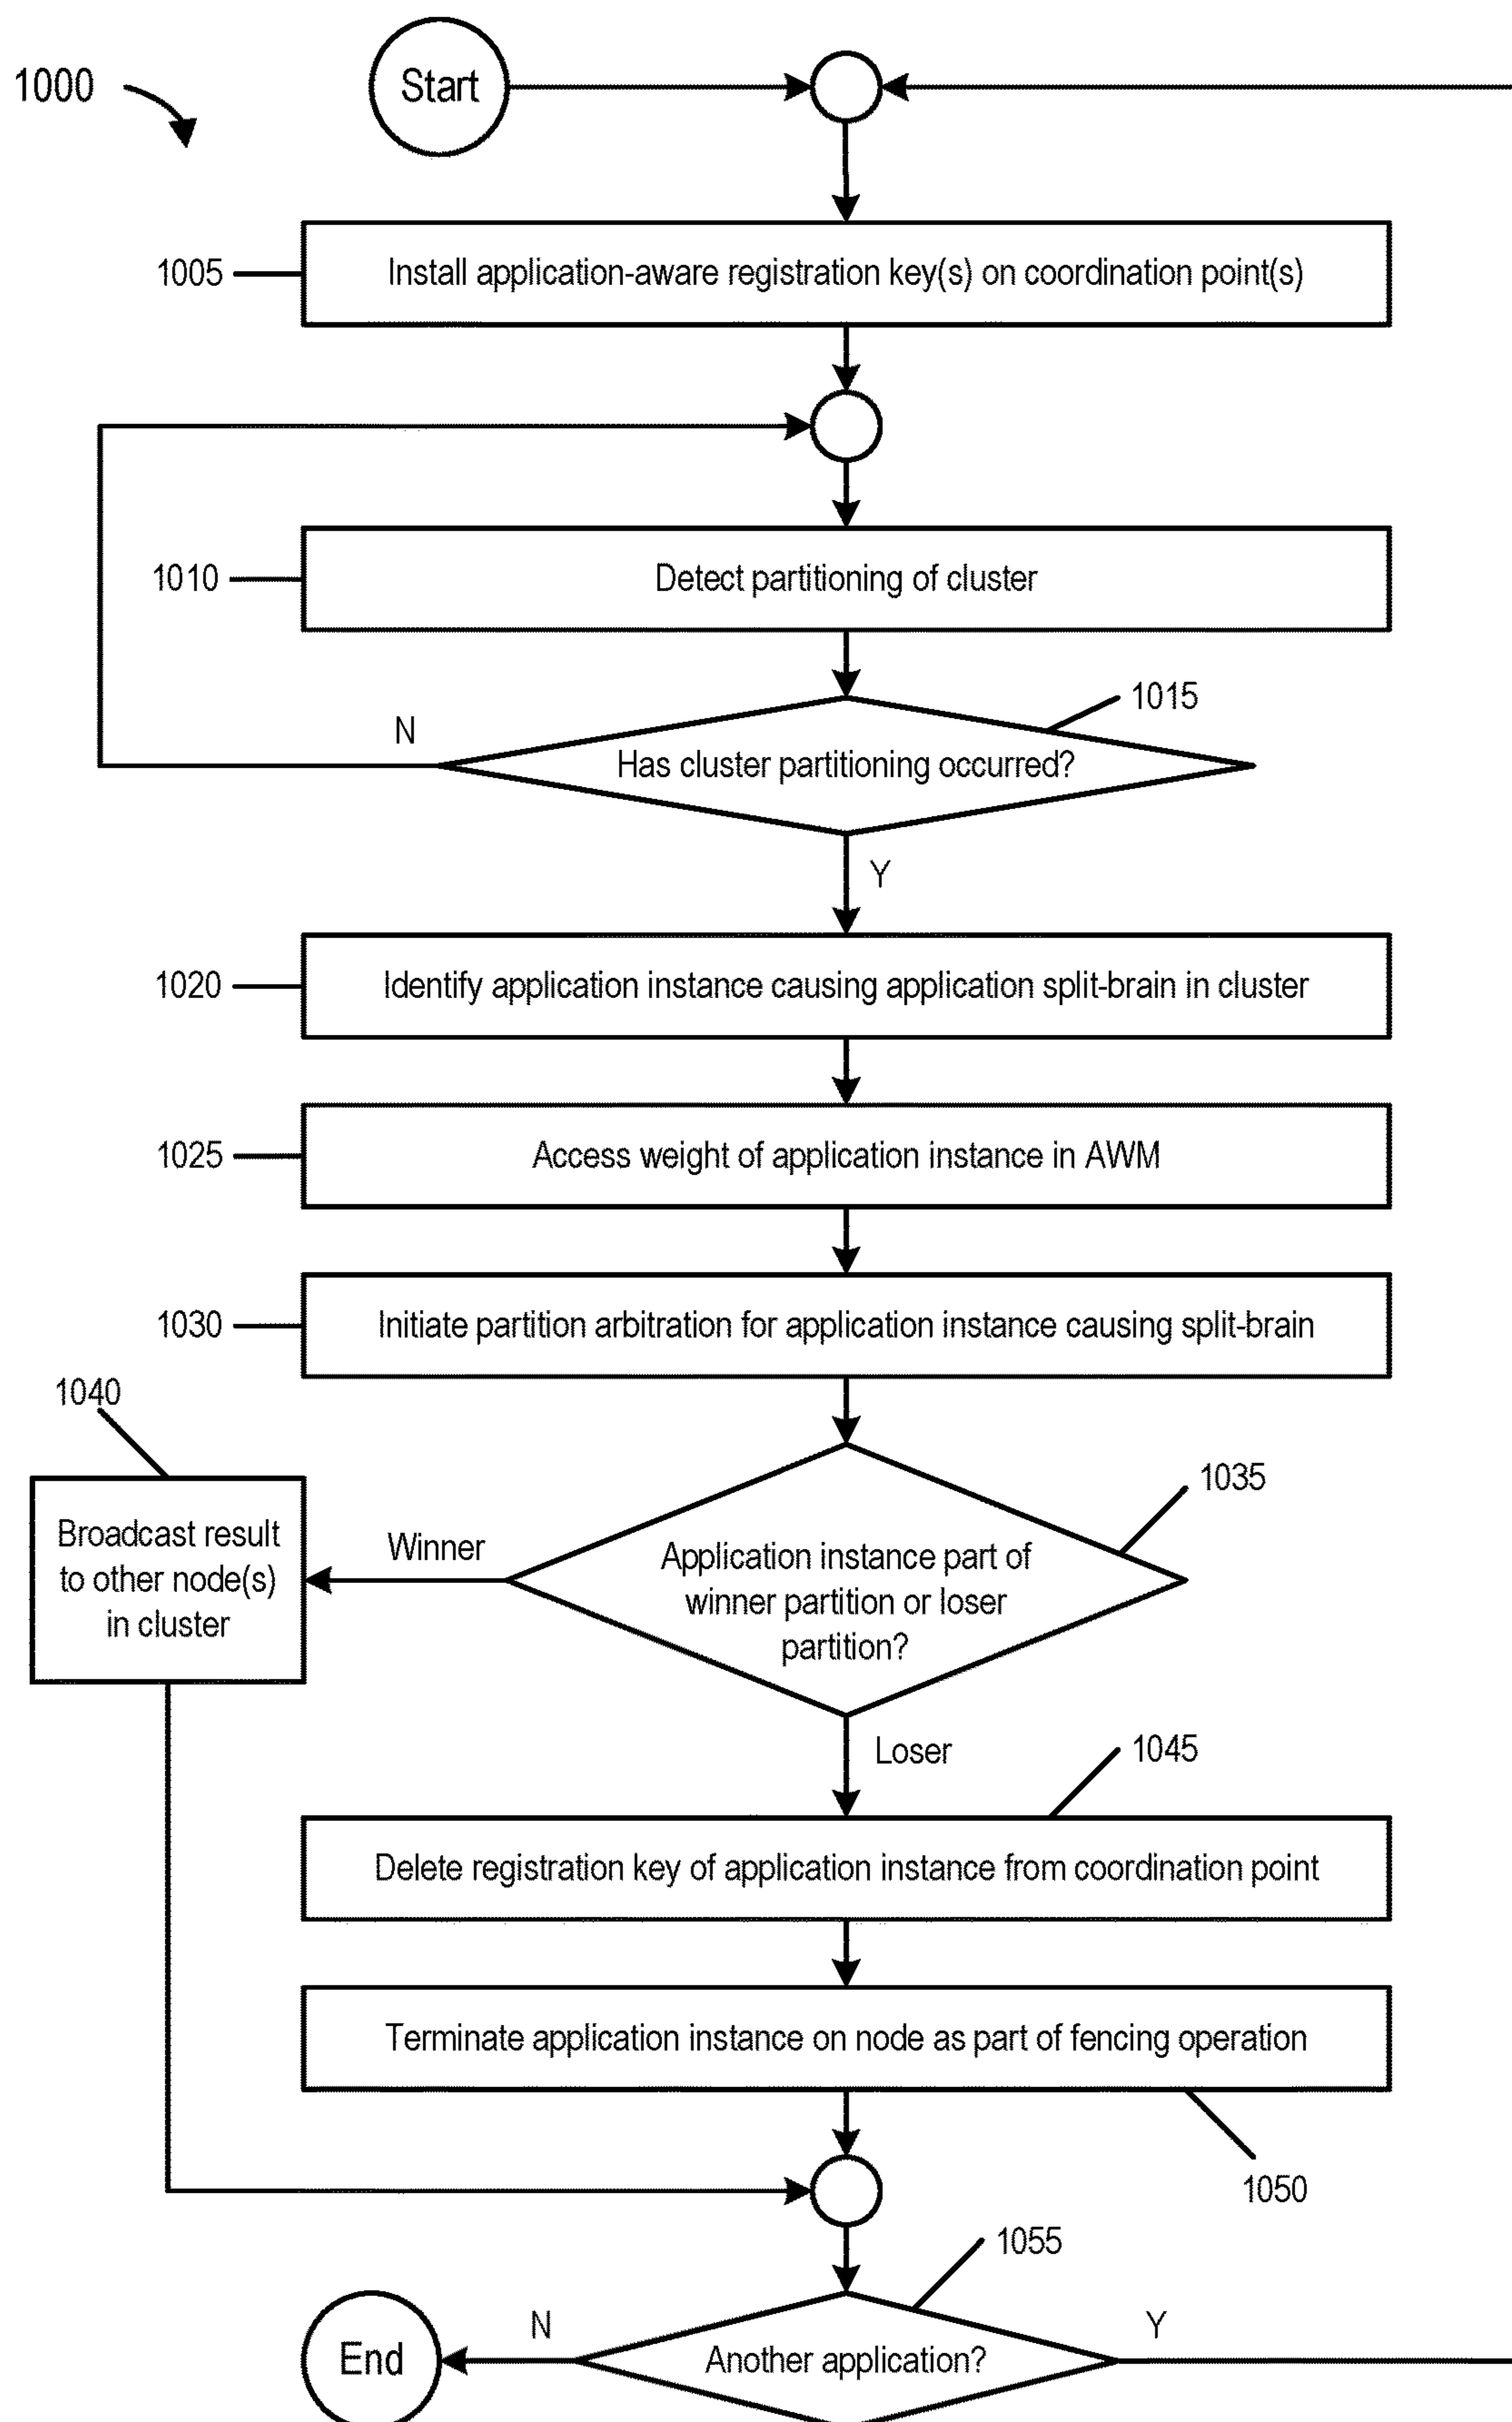 1000
Start
1005
Install application-aware registration key(s) on coordination point(s)
1010
Detect partitioning of cluster
1015
N
Has cluster partitioning occurred?
Y
1020
Identify application instance causing application split-brain in cluster
1025
Access weight of application instance in AWM
1030
Initiate partition arbitration for application instance causing split-brain
1040
1035
Broadcast result
to other node(s)
in cluster
Winner
Application instance part of
winner partition or loser
partition?
Loser
1045
Delete registration key of application instance from coordination point
Terminate application instance on node as part of fencing operation
1050
1055
End
N
Another application?
Y